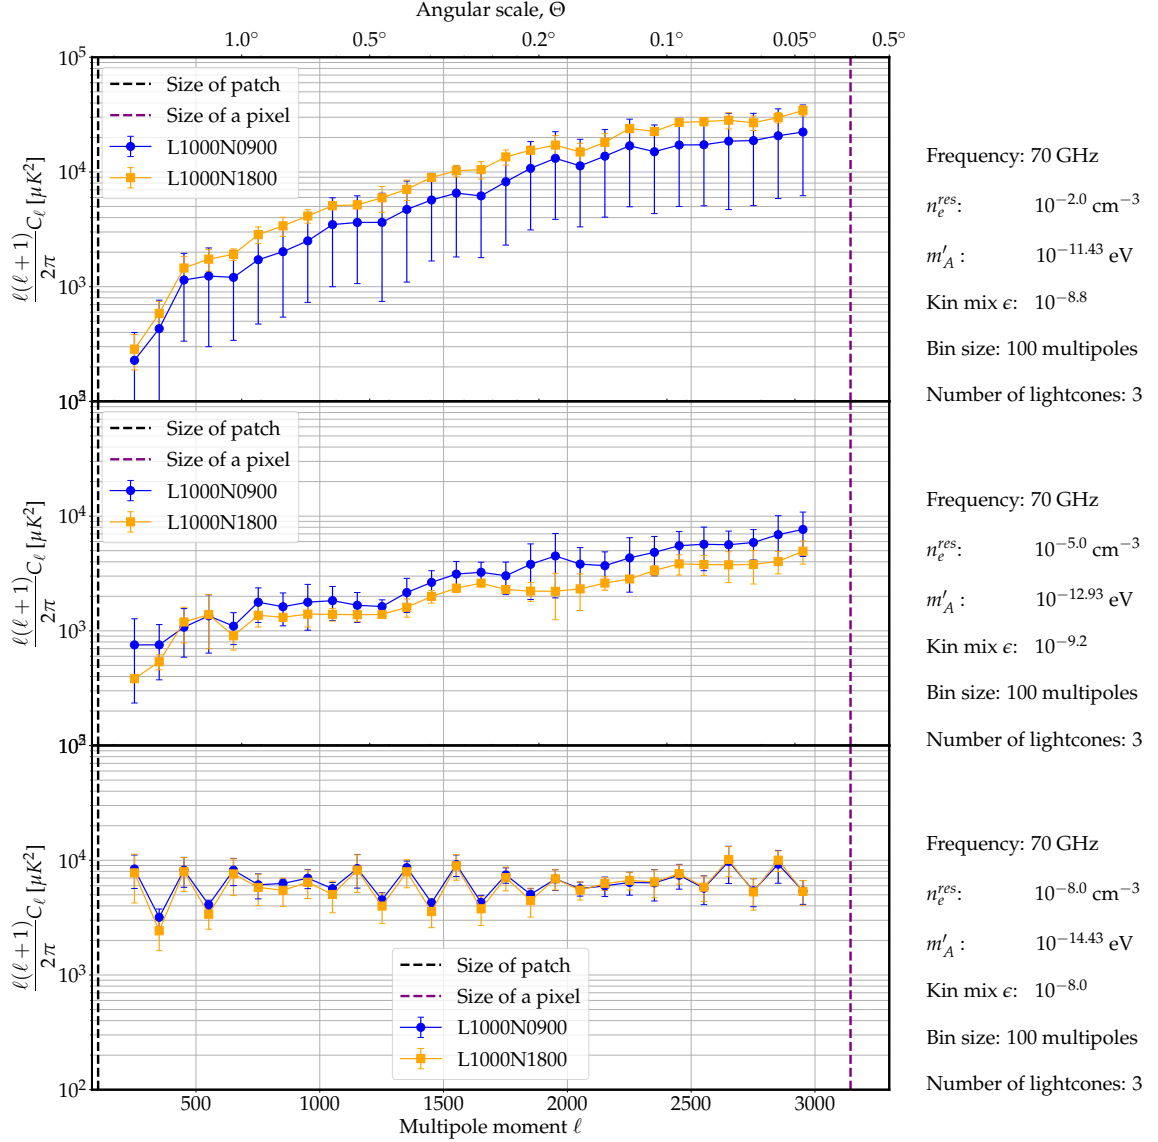 Angular scale, Θ
1.0° 0.5° 0.2° 0.1° 0.05° 0.5°
10^5
Size of patch
Size of a pixel
L1000N0900
L1000N1800
10^4
10^3
ℓ(ℓ + 1)/2π C_ℓ [μK^2]
Frequency: 70 GHz
n_e^{res}: 10^{−2.0} cm^{−3}
m'_A : 10^{−11.43} eV
Kin mix ϵ: 10^{−8.8}
Bin size: 100 multipoles
Number of lightcones: 3
Size of patch
Size of a pixel
L1000N0900
L1000N1800
10^4
10^3
ℓ(ℓ + 1)/2π C_ℓ [μK^2]
Frequency: 70 GHz
n_e^{res}: 10^{−5.0} cm^{−3}
m'_A : 10^{−12.93} eV
Kin mix ϵ: 10^{−9.2}
Bin size: 100 multipoles
Number of lightcones: 3
10^4
10^3
10^2
ℓ(ℓ + 1)/2π C_ℓ [μK^2]
Size of patch
Size of a pixel
L1000N0900
L1000N1800
Frequency: 70 GHz
n_e^{res}: 10^{−8.0} cm^{−3}
m'_A : 10^{−14.43} eV
Kin mix ϵ: 10^{−8.0}
Bin size: 100 multipoles
Number of lightcones: 3
500 1000 1500 2000 2500 3000
Multipole moment ℓ